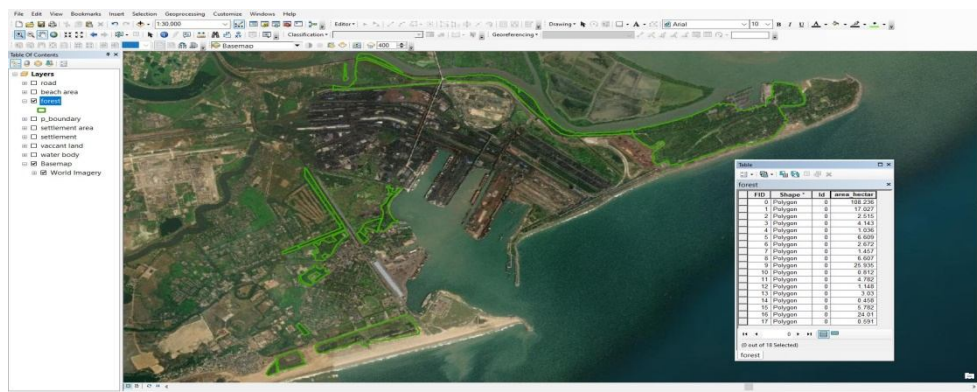 File Edit View Bookmarks Insert Selection Geoprocessing Customize Windows Help
1:30,000 Editor Drawing Arial 10 B I U A
Classification Georeferencing
Basemap 400
Table Of Contents
Layers
road
beach area
forest
p_boundary
settlement area
settlement
vaccant land
water body
Basemap
World Imagery
Table
forest
FID Shape * Id area_hectar
0 Polygon 0 108.236
1 Polygon 0 17.027
2 Polygon 0 2.515
3 Polygon 0 4.143
4 Polygon 0 1.036
5 Polygon 0 6.609
6 Polygon 0 2.672
7 Polygon 0 1.457
8 Polygon 0 6.607
9 Polygon 0 25.935
10 Polygon 0 0.812
11 Polygon 0 4.782
12 Polygon 0 1.148
13 Polygon 0 3.03
14 Polygon 0 0.458
15 Polygon 0 5.792
16 Polygon 0 24.01
17 Polygon 0 0.591
0
(0 out of 18 Selected)
forest